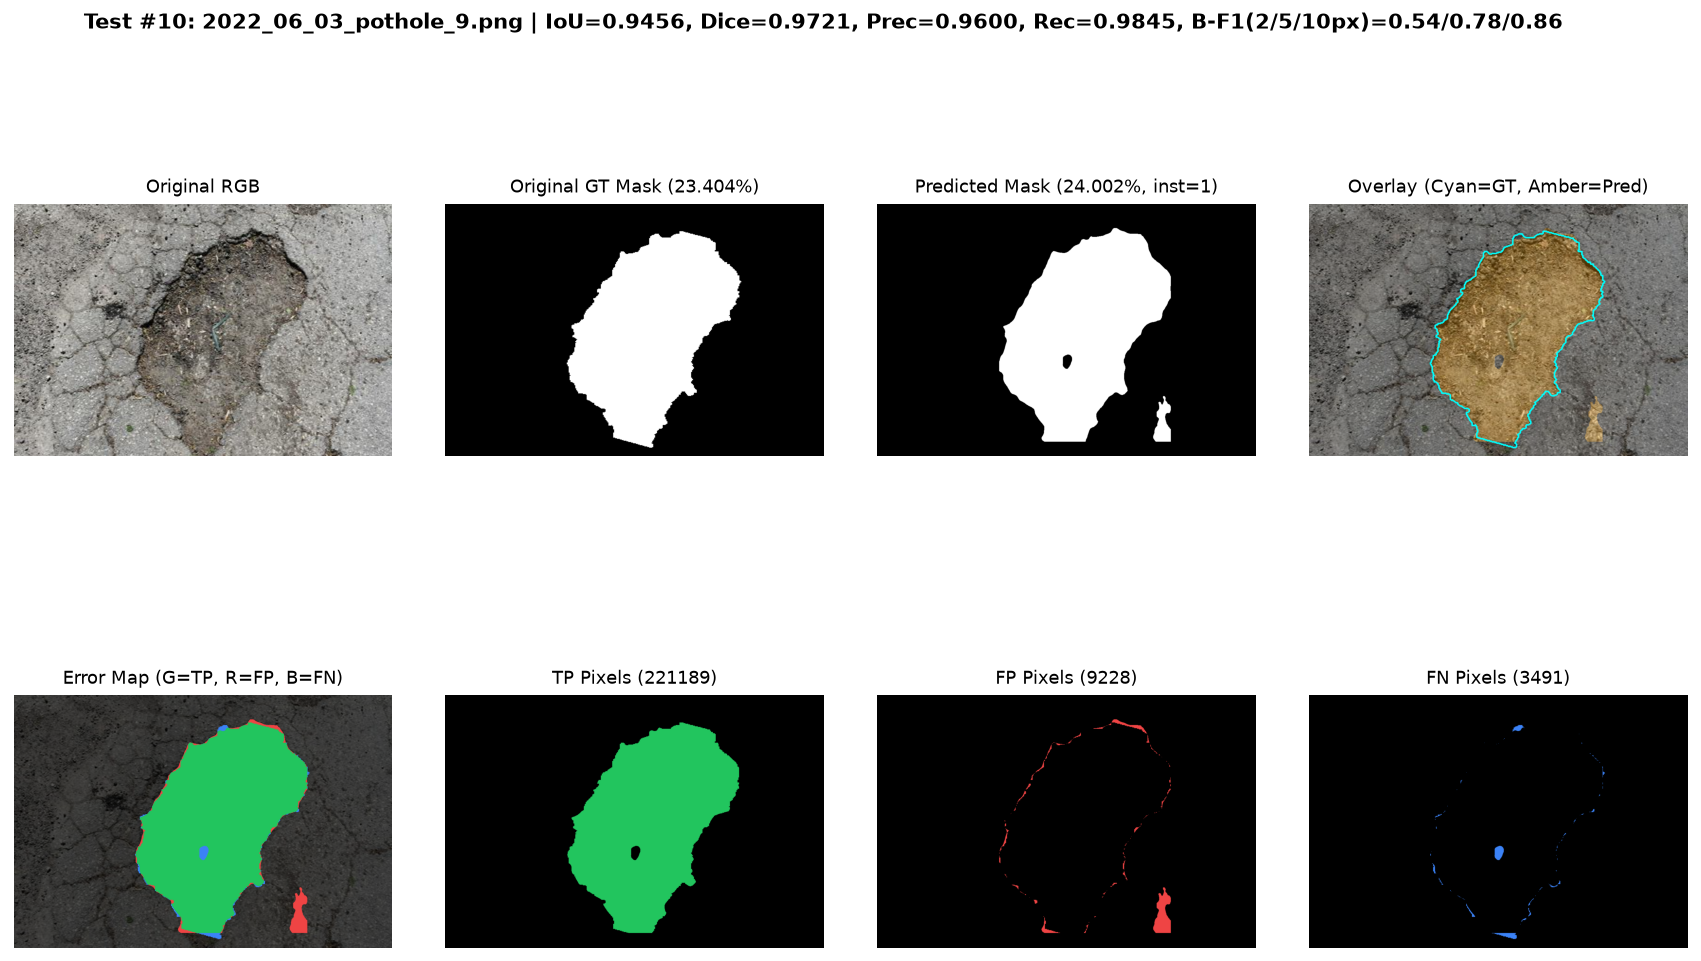 Test #10: 2022_06_03_pothole_9.png | IoU=0.9456, Dice=0.9721, Prec=0.9600, Rec=0.9845, B-F1(2/5/10px)=0.54/0.78/0.86
Original RGB
Original GT Mask (23.404%)
Predicted Mask (24.002%, inst=1)
Overlay (Cyan=GT, Amber=Pred)
Error Map (G=TP, R=FP, B=FN)
TP Pixels (221189)
FP Pixels (9228)
FN Pixels (3491)